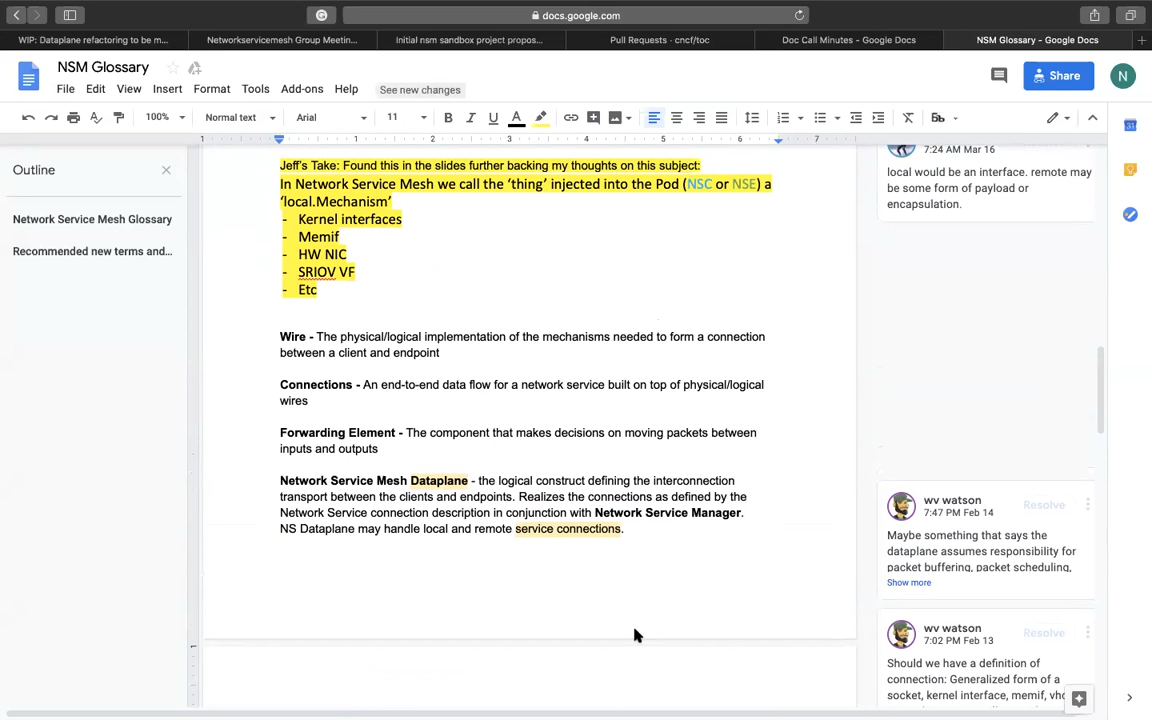 docs.google.com
WIP: Dataplane refactoring to be m...
Networkservicemesh Group Meetin...
Initial nsm sandbox project propos...
Pull Requests · cncf/toc
Doc Call Minutes - Google Docs
NSM Glossary - Google Docs
NSM Glossary
File Edit View Insert Format Tools Add-ons Help See new changes
Share
N
100% Normal text Arial 11
1 1 2 3 4 5 6 7
Outline
Network Service Mesh Glossary
Recommended new terms and...
Jeff's Take: Found this in the slides further backing my thoughts on this subject:
In Network Service Mesh we call the ‘thing’ injected into the Pod (NSC or NSE) a
‘local.Mechanism’
- Kernel interfaces
- Memif
- HW NIC
- SRIOV VF
- Etc
Wire - The physical/logical implementation of the mechanisms needed to form a connection
between a client and endpoint
Connections - An end-to-end data flow for a network service built on top of physical/logical
wires
Forwarding Element - The component that makes decisions on moving packets between
inputs and outputs
Network Service Mesh Dataplane - the logical construct defining the interconnection
transport between the clients and endpoints. Realizes the connections as defined by the
Network Service connection description in conjunction with Network Service Manager.
NS Dataplane may handle local and remote service connections.
7:24 AM Mar 16
local would be an interface. remote may
be some form of payload or
encapsulation.
wv watson
7:47 PM Feb 14
Resolve
Maybe something that says the
dataplane assumes responsibility for
packet buffering, packet scheduling,
Show more
wv watson
7:02 PM Feb 13
Resolve
Should we have a definition of
connection: Generalized form of a
socket, kernel interface, memif, vho
31
1